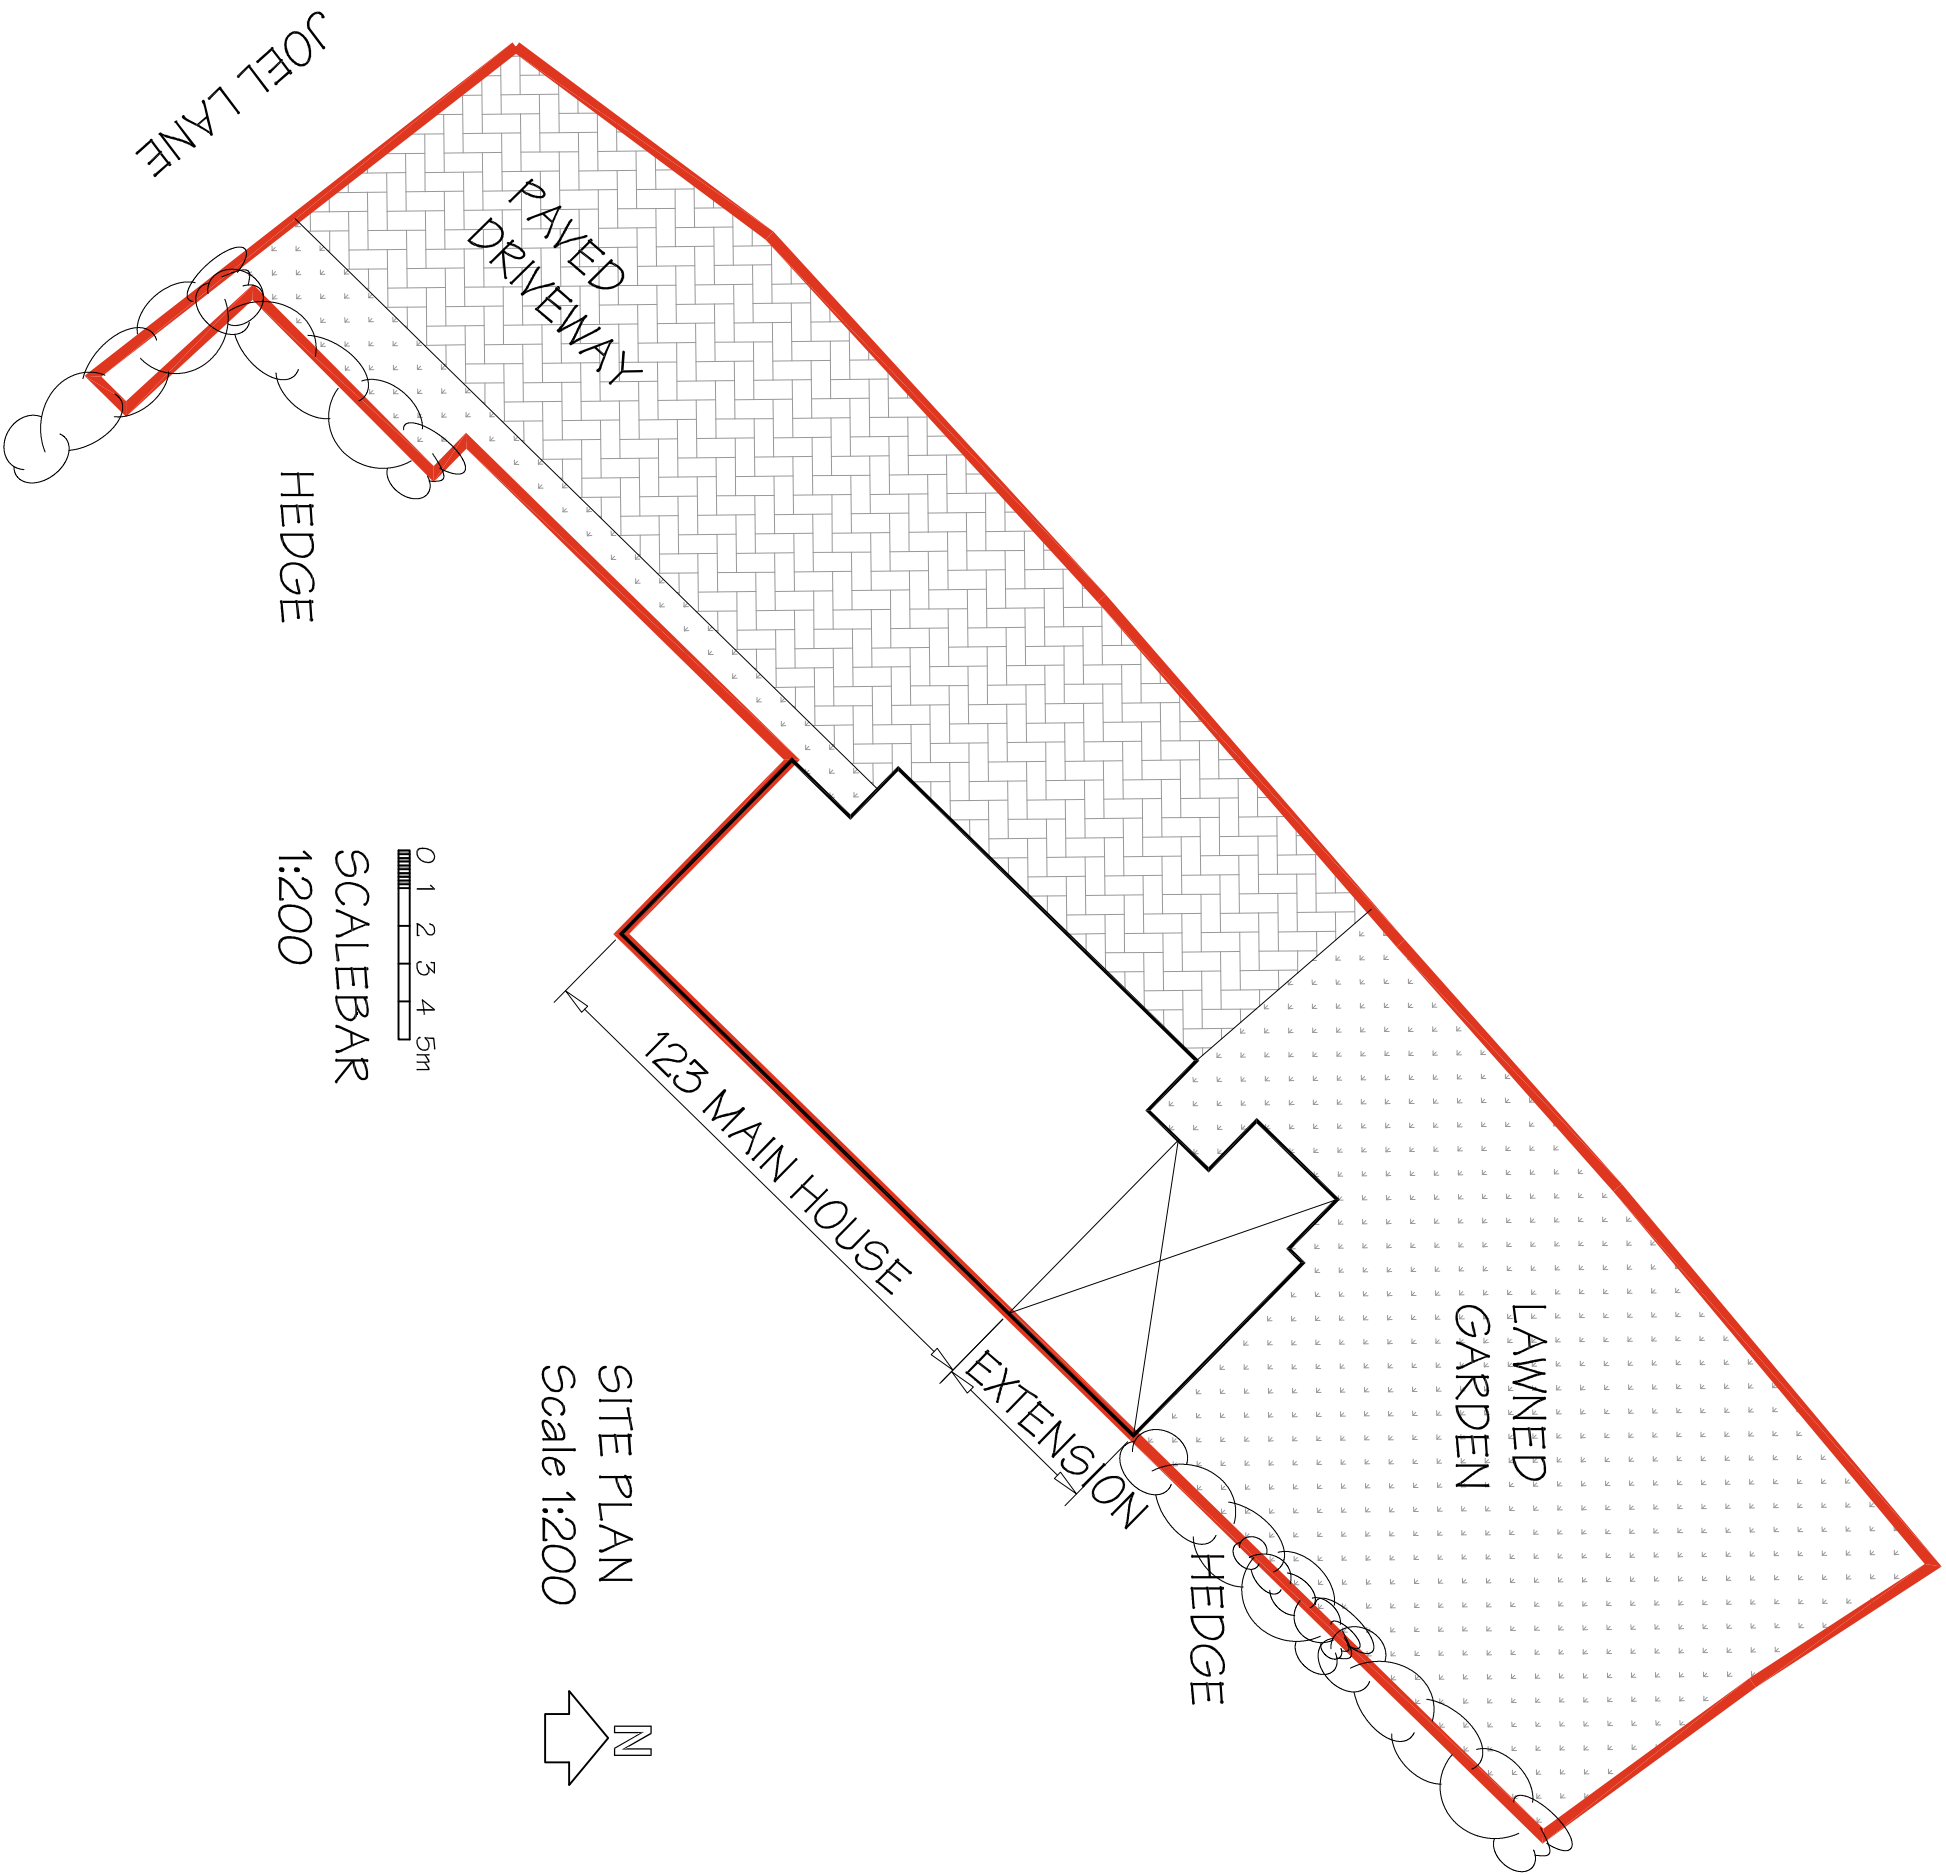 JOEL LANE
PAVED
DRIVEWAY
HEDGE
0 1 2 3 4 5m
SCALEBAR
1:200
123 MAIN HOUSE
EXTENSION
LAWNED
GARDEN
HEDGE
SITE PLAN
Scale 1:200
N